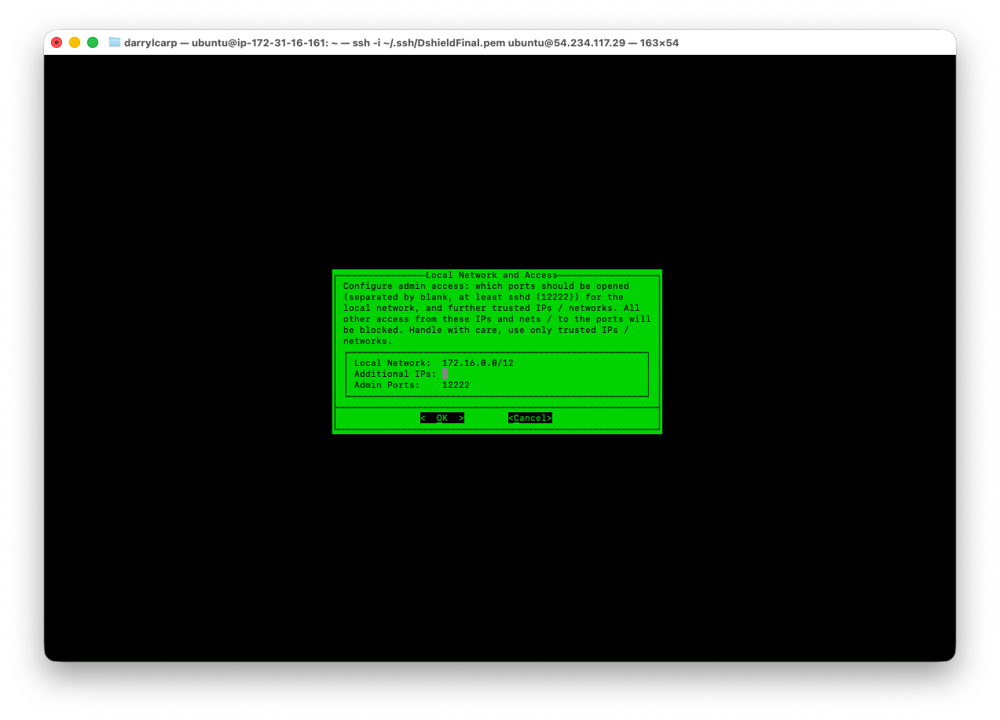 darrylcarp — ubuntu@ip-172-31-16-161: ~ — ssh -i ~/.ssh/DshieldFinal.pem ubuntu@54.234.117.29 — 163×54
Local Network and Access
Configure admin access: which ports should be opened
(separated by blank, at least sshd (12222)) for the
local network, and further trusted IPs / networks. All
other access from these IPs and nets / to the ports will
be blocked. Handle with care, use only trusted IPs /
networks.
Local Network: 172.16.0.0/12
Additional IPs:
Admin Ports: 12222
< OK > <Cancel>